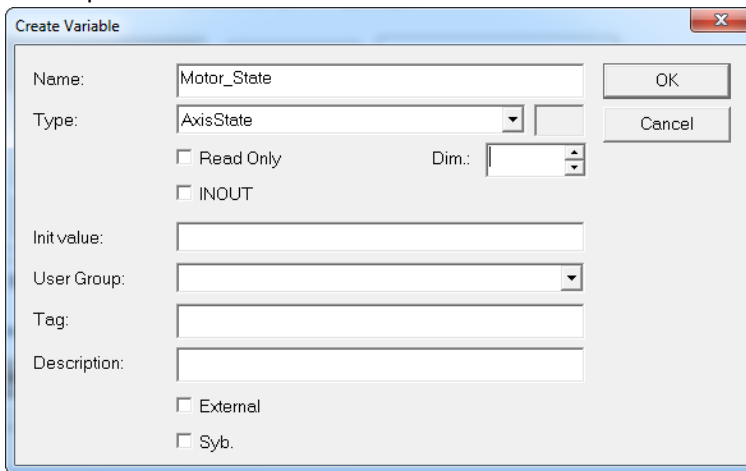 Create Variable
Name: Motor_State OK
Type: AxisState Cancel
Read Only Dim.:
INOUT
Init value:
User Group:
Tag:
Description:
External
Syb.